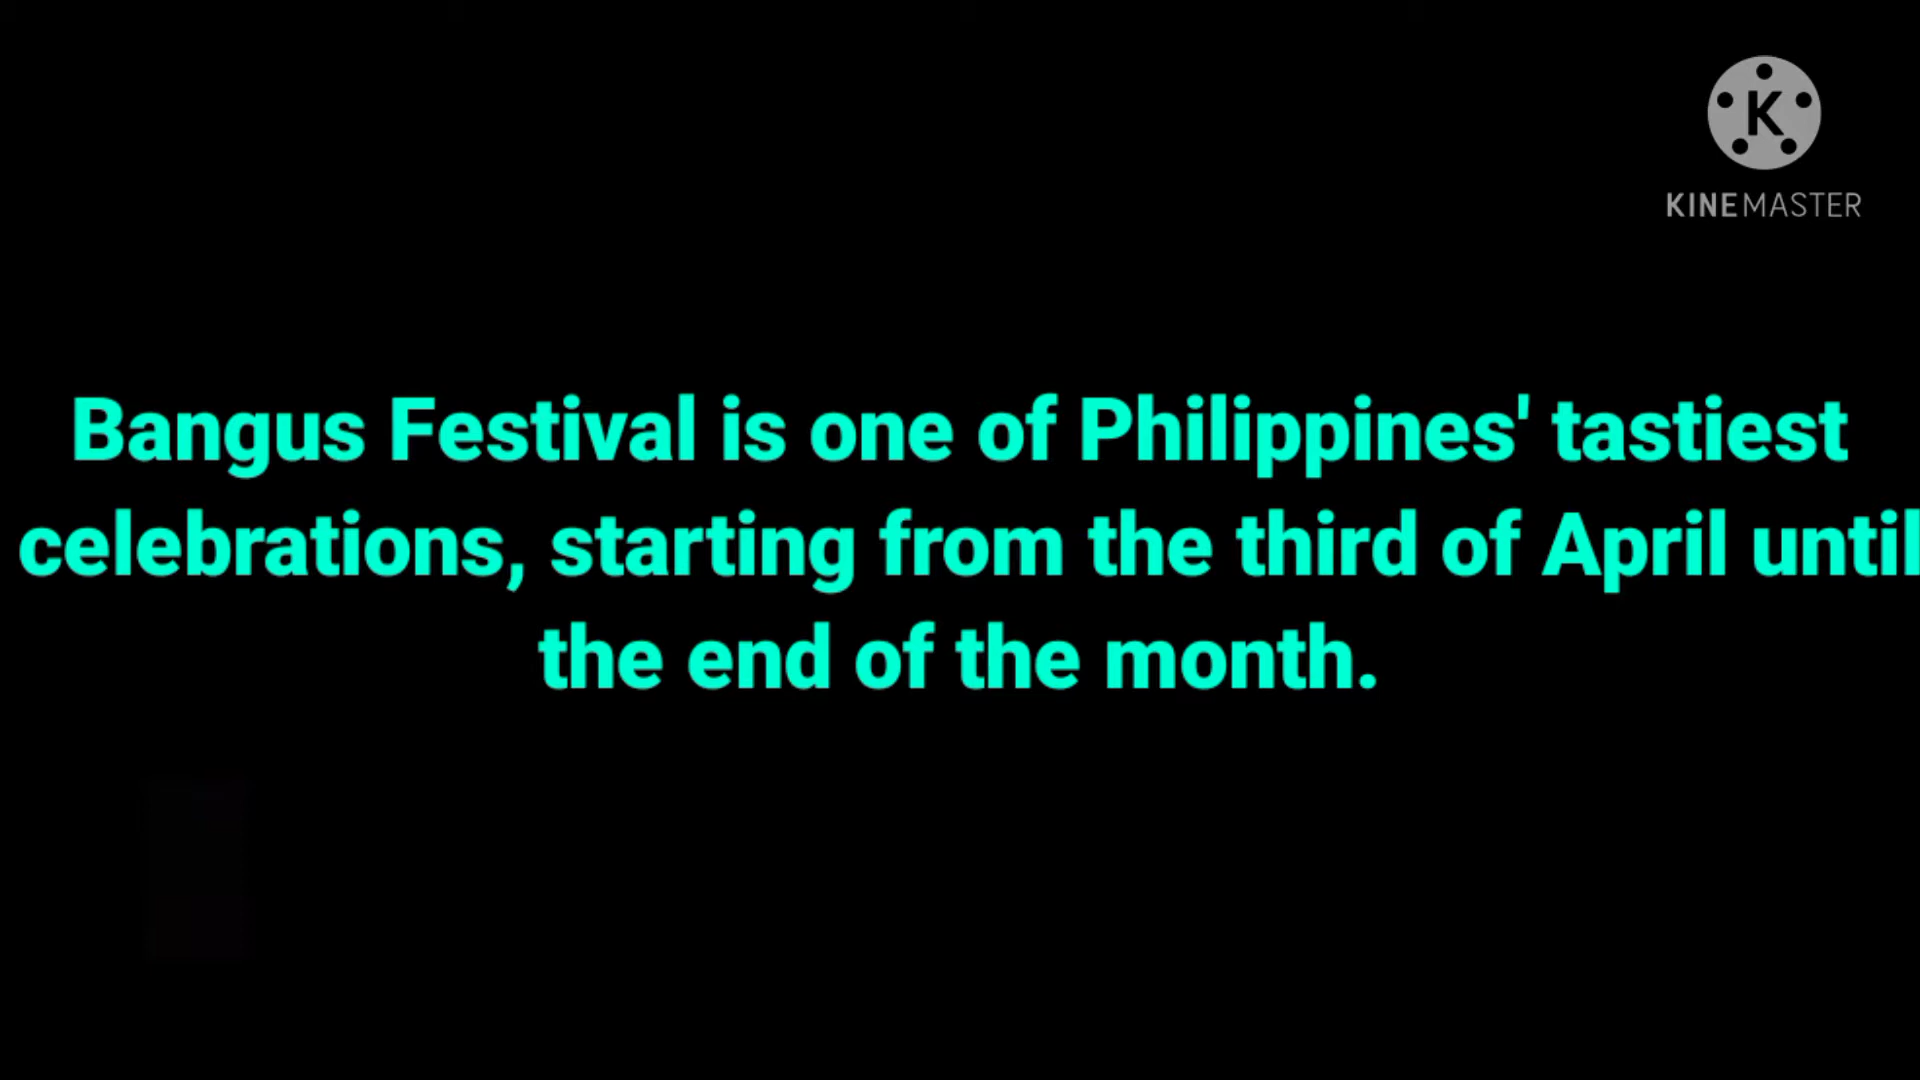 K
KINEMASTER
Bangus Festival is one of Philippines' tastiest
celebrations, starting from the third of April until
the end of the month.